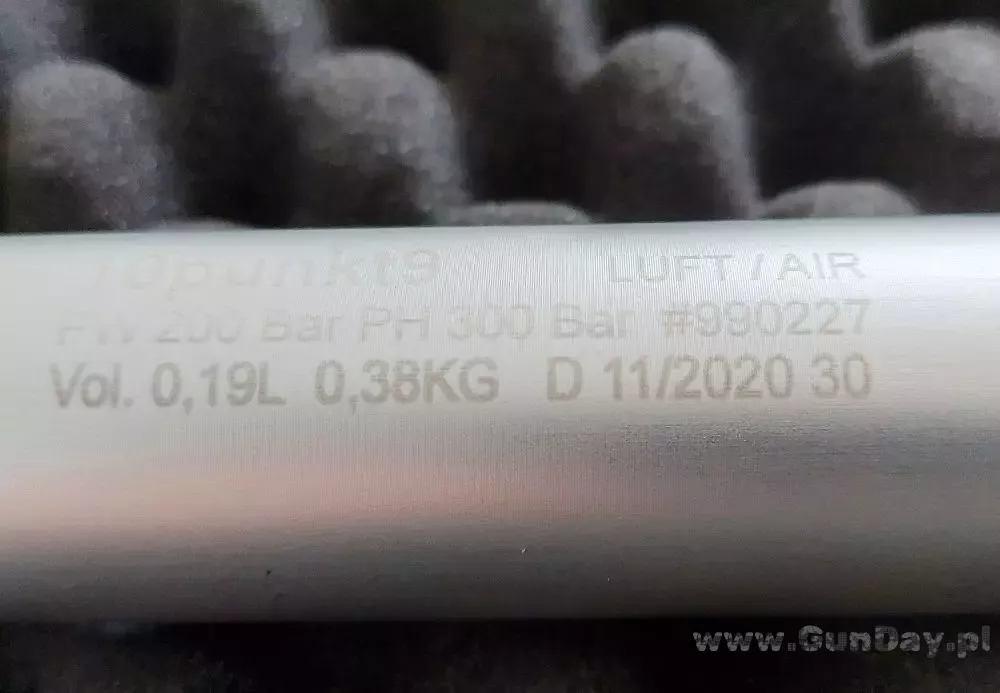 10punkt9 LUFT / AIR
PW 200 Bar PH 300 Bar #990227
Vol. 0,19L 0,38KG D 11/2020 30
www.GunDay.pl